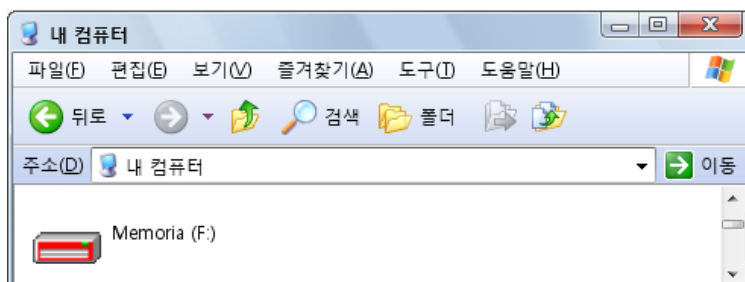 내 컴퓨터
파일(F) 편집(E) 보기(V) 즐겨찾기(A) 도구(T) 도움말(H)
뒤로 검색 폴더
주소(D) 내 컴퓨터 이동
Memoria (F:)